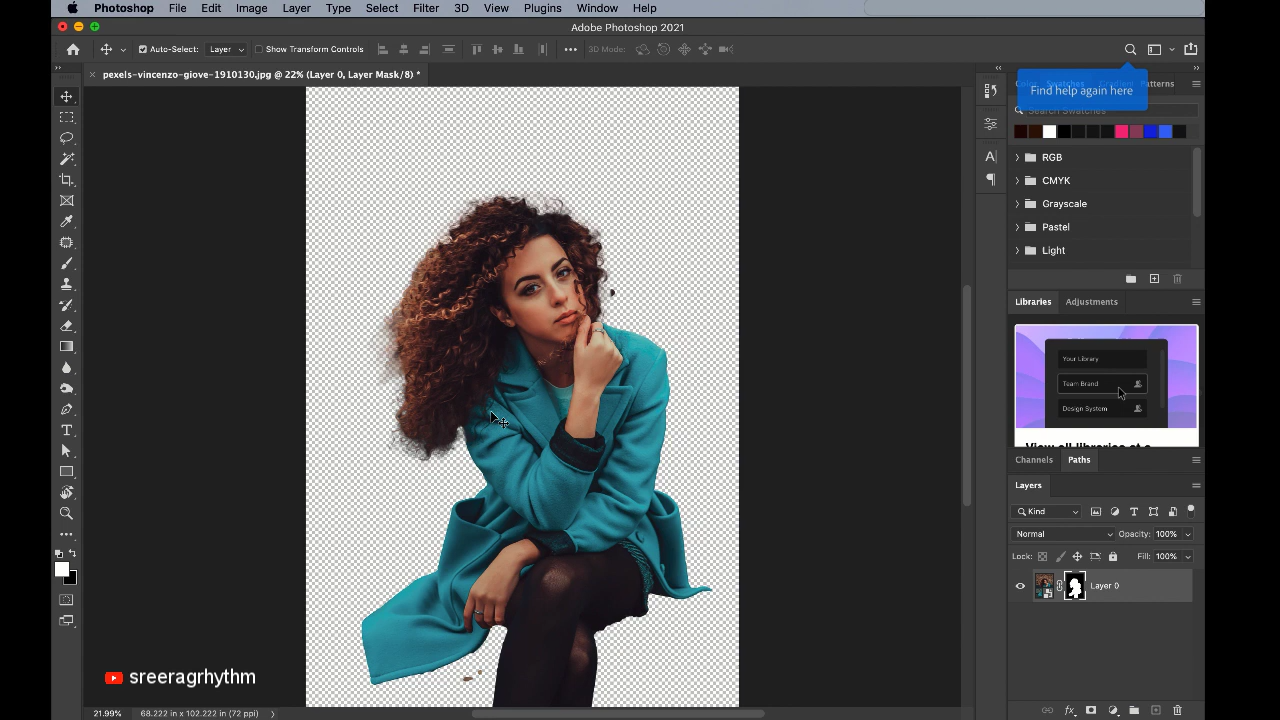 Photoshop File Edit Image Layer Type Select Filter 3D View Plugins Window Help
Adobe Photoshop 2021
Auto-Select: Layer Show Transform Controls 3D Mode:
pexels-vincenzo-giove-1910130.jpg @ 22% (Layer 0, Layer Mask/8) *
Swatches Gradient Patterns
Find help again here
Search Swatches
RGB
CMYK
Grayscale
Pastel
Light
Libraries Adjustments
Your Library
Team Brand
Design System
Channels Paths
Layers
Kind
Normal Opacity: 100%
Lock: Fill: 100%
Layer 0
sreeragrhythm
21.99% 68.222 in x 102.222 in (72 ppi)